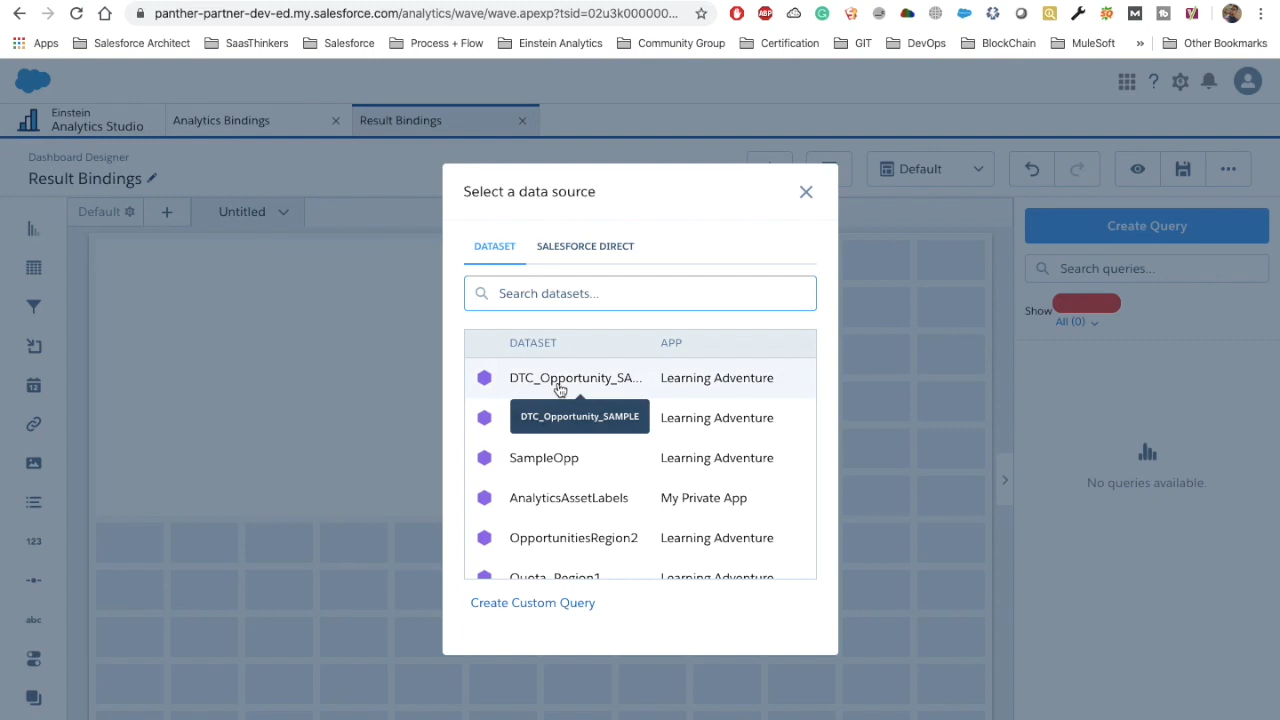 panther-partner-dev-ed.my.salesforce.com/analytics/wave/wave.apexp?tsid=02u3k000000...
Apps
Salesforce Architect
SaasThinkers
Salesforce
Process + Flow
Einstein Analytics
Community Group
Certification
GIT
DevOps
BlockChain
MuleSoft
»
Other Bookmarks
Einstein
Analytics Studio
Analytics Bindings
Result Bindings
Dashboard Designer
Result Bindings
Default
Default
+
Untitled
Select a data source
DATASET
SALESFORCE DIRECT
Search datasets...
DATASET APP
DTC_Opportunity_SA... Learning Adventure
DTC_Opportunity_SAMPLE
Learning Adventure
SampleOpp Learning Adventure
AnalyticsAssetLabels My Private App
OpportunitiesRegion2 Learning Adventure
Quota_Region1 Learning Adventure
Create Custom Query
Create Query
Search queries...
Show
All (0)
No queries available.
123
abc